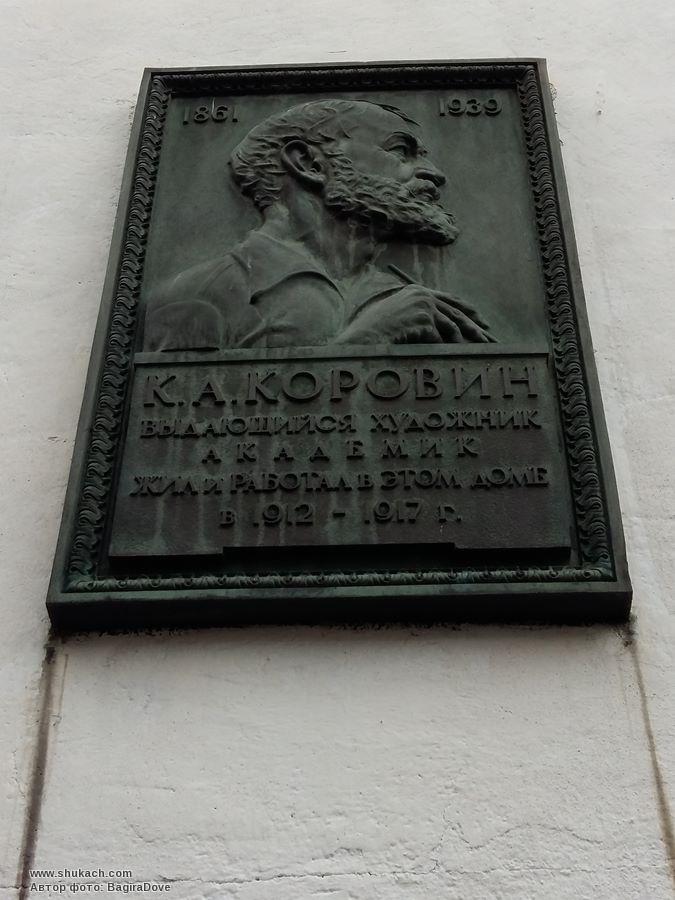 1861 1939
К.А.КОРОВИН
ВЫДАЮЩИЙСЯ ХУДОЖНИК
АКАДЕМИК
ЖИЛ И РАБОТАЛ В ЭТОМ ДОМЕ
В 1912 - 1917 г.
www.shukach.com
Автор фото: BagiraDove